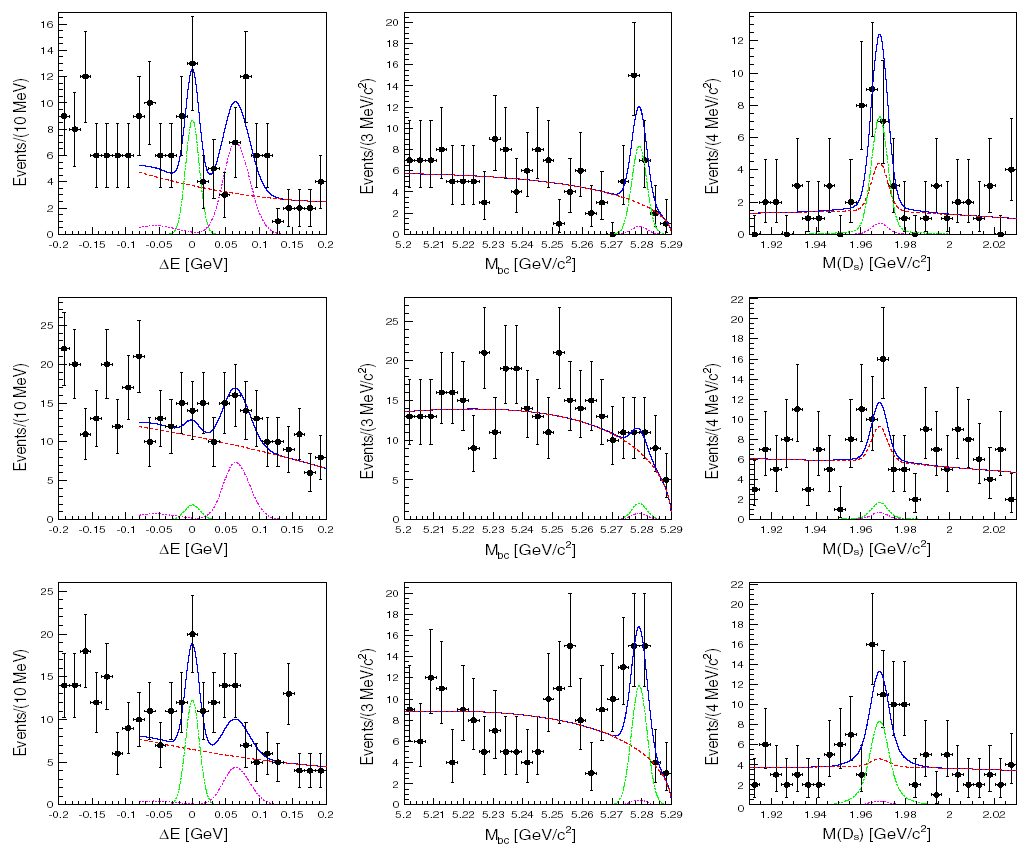 Events/(10 MeV)
16
14
12
10
8
6
4
2
0
-0.2 -0.15 -0.1 -0.05 0 0.05 0.1 0.15 0.2
ΔE [GeV]
Events/(3 MeV/c²)
20
18
16
14
12
10
8
6
4
2
0
5.2 5.21 5.22 5.23 5.24 5.25 5.26 5.27 5.28 5.29
M_bc [GeV/c²]
Events/(4 MeV/c²)
12
10
8
6
4
2
0
1.92 1.94 1.96 1.98 2 2.02
M(D_s) [GeV/c²]
Events/(10 MeV)
25
20
15
10
5
0
-0.2 -0.15 -0.1 -0.05 0 0.05 0.1 0.15 0.2
ΔE [GeV]
Events/(3 MeV/c²)
25
20
15
10
5
0
5.2 5.21 5.22 5.23 5.24 5.25 5.26 5.27 5.28 5.29
M_bc [GeV/c²]
Events/(4 MeV/c²)
22
20
18
16
14
12
10
8
6
4
2
0
1.92 1.94 1.96 1.98 2 2.02
M(D_s) [GeV/c²]
Events/(10 MeV)
25
20
15
10
5
0
-0.2 -0.15 -0.1 -0.05 0 0.05 0.1 0.15 0.2
ΔE [GeV]
Events/(3 MeV/c²)
20
18
16
14
12
10
8
6
4
2
0
5.2 5.21 5.22 5.23 5.24 5.25 5.26 5.27 5.28 5.29
M_bc [GeV/c²]
Events/(4 MeV/c²)
22
20
18
16
14
12
10
8
6
4
2
0
1.92 1.94 1.96 1.98 2 2.02
M(D_s) [GeV/c²]